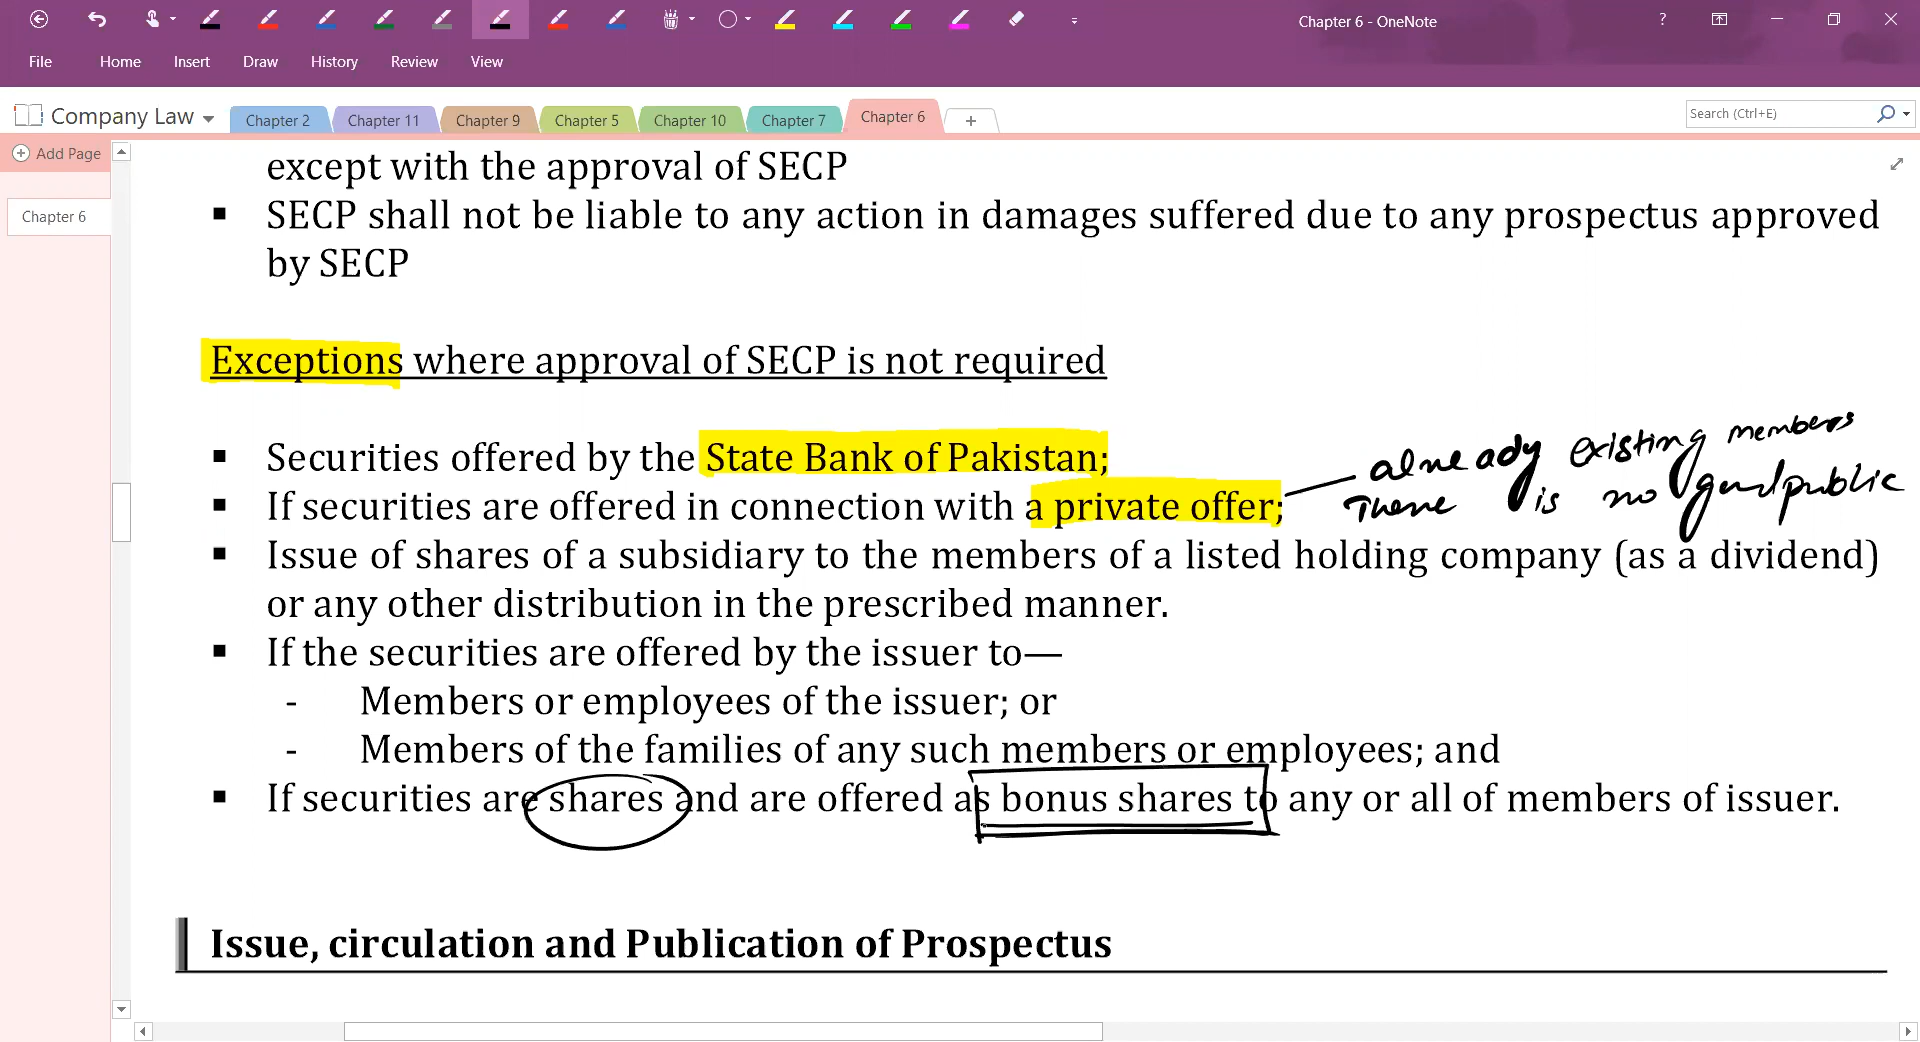 Chapter 6 - OneNote
?
File Home Insert Draw History Review View
Company Law
Chapter 2 Chapter 11 Chapter 9 Chapter 5 Chapter 10 Chapter 7 Chapter 6 +
Search (Ctrl+E)
Add Page
Chapter 6
except with the approval of SECP
▪ SECP shall not be liable to any action in damages suffered due to any prospectus approved
by SECP
Exceptions where approval of SECP is not required
▪ Securities offered by the State Bank of Pakistan;
▪ If securities are offered in connection with a private offer;
already existing members
There is no public
▪ Issue of shares of a subsidiary to the members of a listed holding company (as a dividend)
or any other distribution in the prescribed manner.
▪ If the securities are offered by the issuer to—
- Members or employees of the issuer; or
- Members of the families of any such members or employees; and
▪ If securities are shares and are offered as bonus shares to any or all of members of issuer.
Issue, circulation and Publication of Prospectus